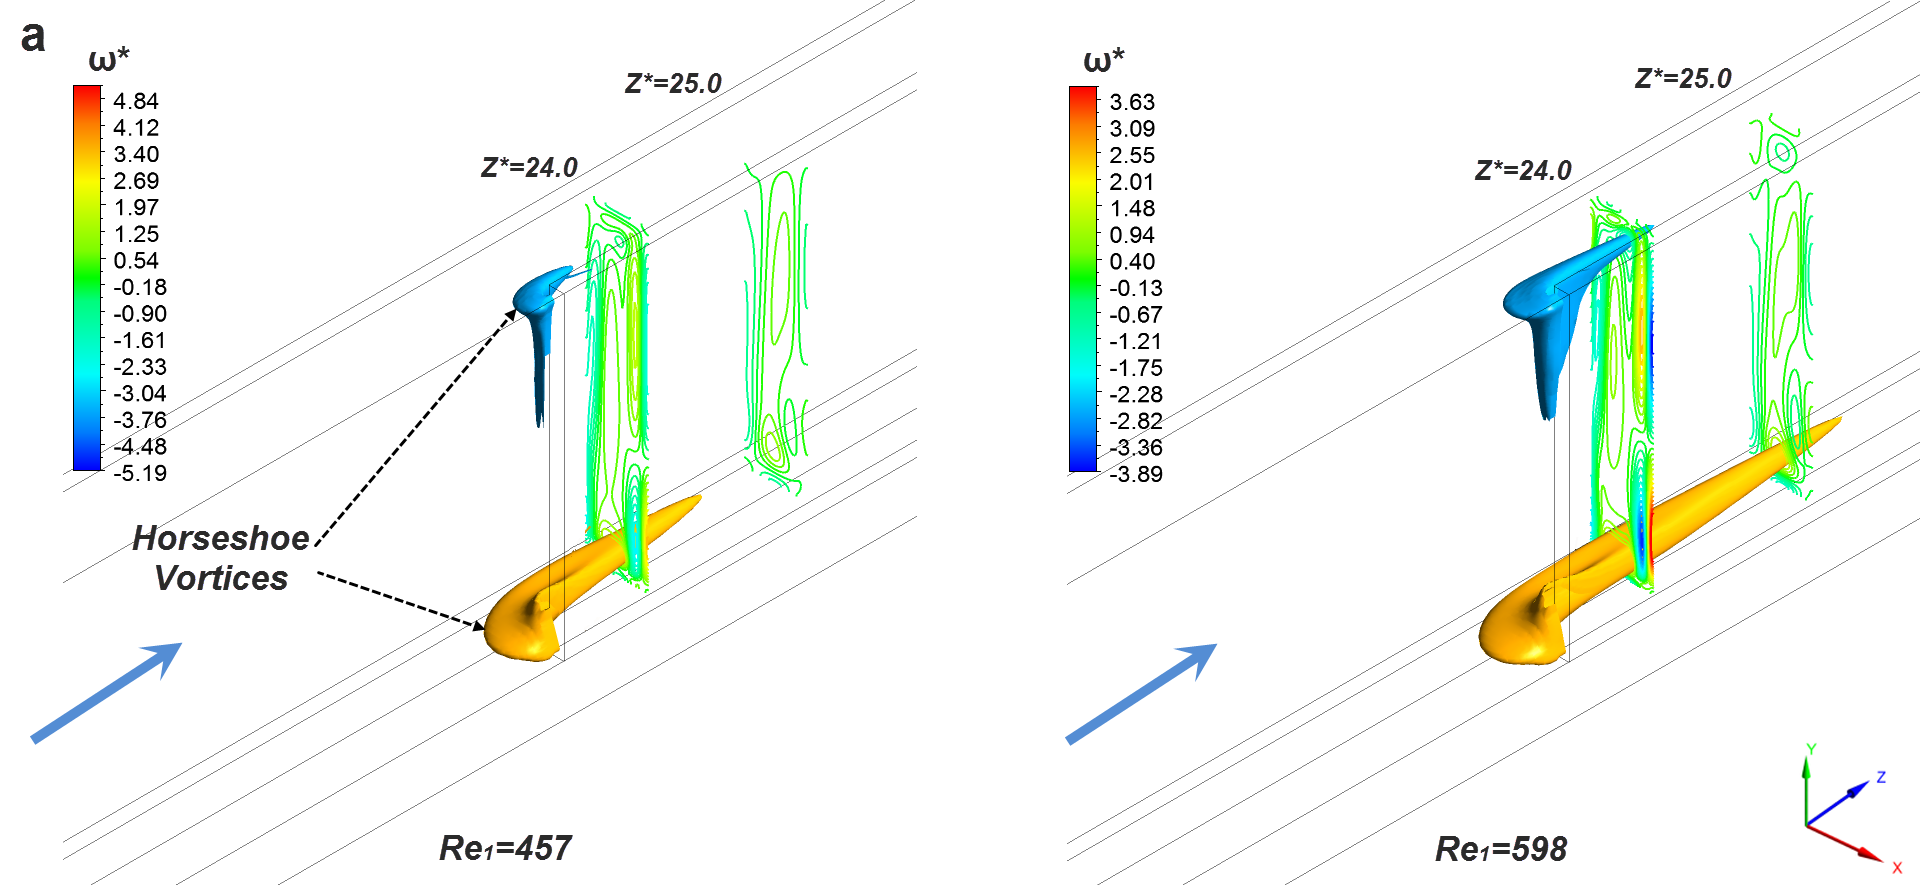 a
ω*
4.84
4.12
3.40
2.69
1.97
1.25
0.54
-0.18
-0.90
-1.61
-2.33
-3.04
-3.76
-4.48
-5.19
Z*=24.0
Z*=25.0
Horseshoe
Vortices
Re₁=457
ω*
3.63
3.09
2.55
2.01
1.48
0.94
0.40
-0.13
-0.67
-1.21
-1.75
-2.28
-2.82
-3.36
-3.89
Z*=24.0
Z*=25.0
Re₁=598
Y
Z
X